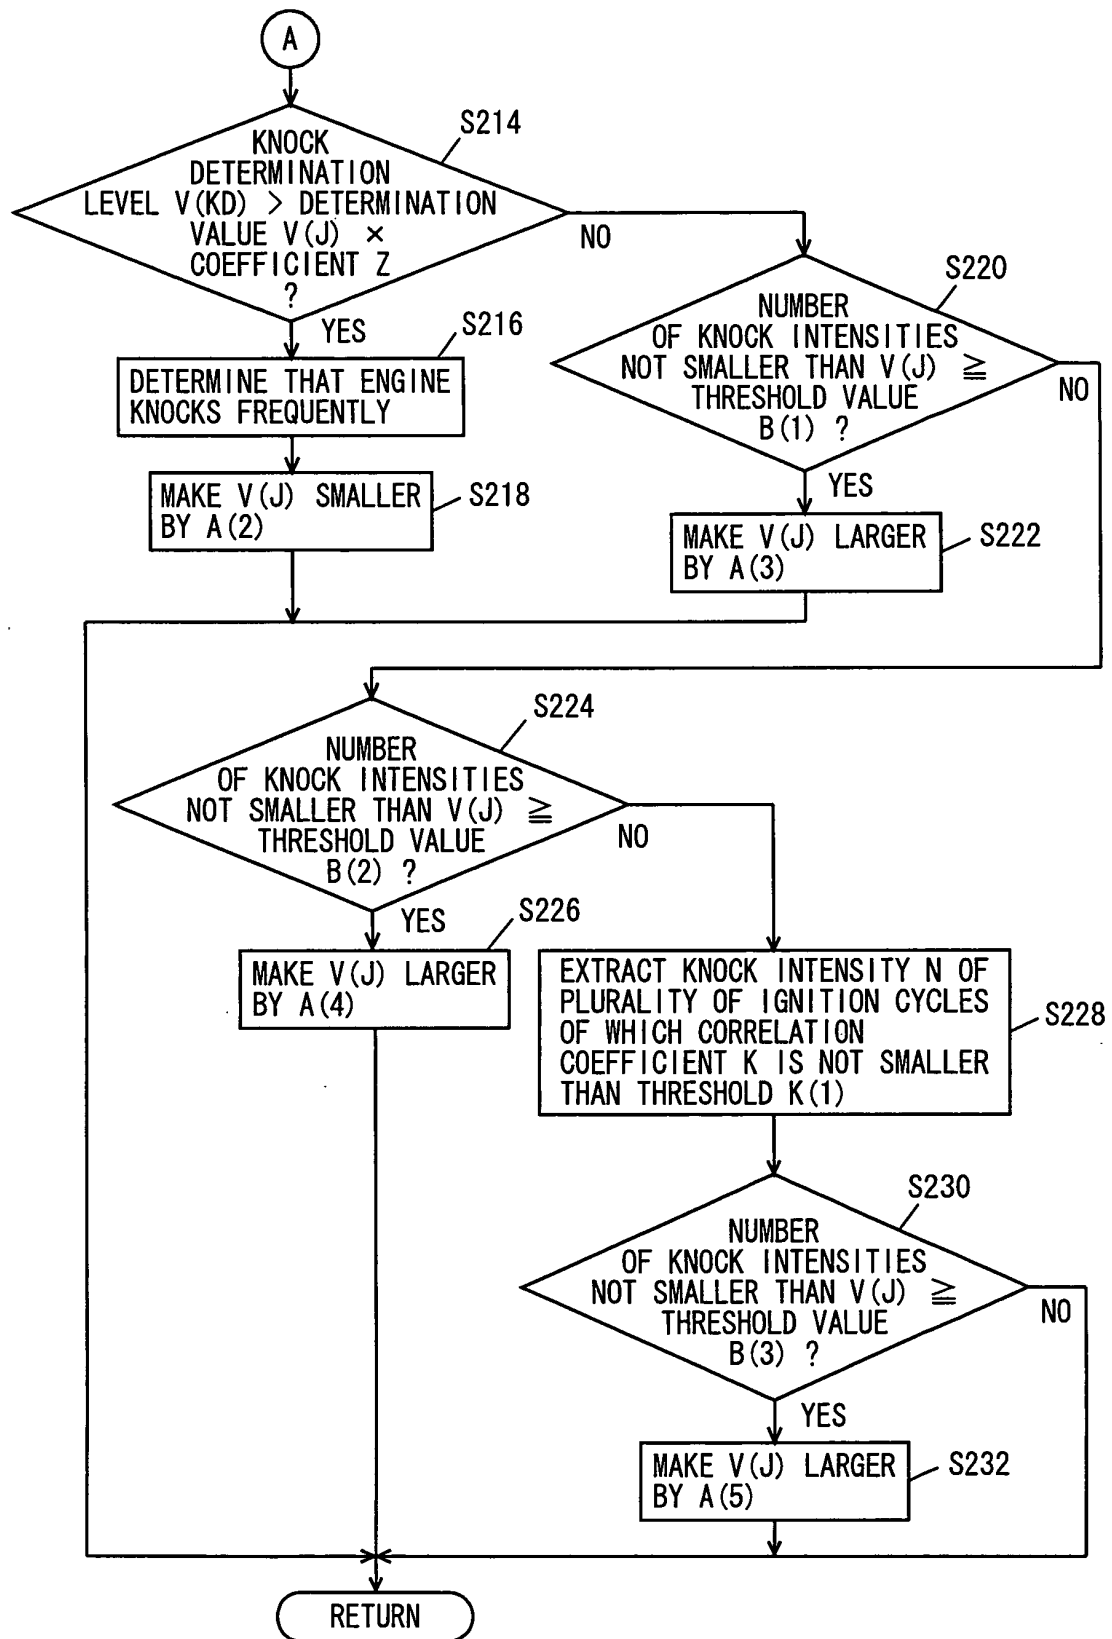 A
S214
KNOCK
DETERMINATION
LEVEL V(KD) > DETERMINATION
VALUE V(J) ×
COEFFICIENT Z
?
NO
YES
S216
DETERMINE THAT ENGINE
KNOCKS FREQUENTLY
MAKE V(J) SMALLER
BY A(2)
S218
S220
NUMBER
OF KNOCK INTENSITIES
NOT SMALLER THAN V(J) ≧
THRESHOLD VALUE
B(1) ?
NO
YES
MAKE V(J) LARGER
BY A(3)
S222
S224
NUMBER
OF KNOCK INTENSITIES
NOT SMALLER THAN V(J) ≧
THRESHOLD VALUE
B(2) ?
NO
YES
S226
MAKE V(J) LARGER
BY A(4)
EXTRACT KNOCK INTENSITY N OF
PLURALITY OF IGNITION CYCLES
OF WHICH CORRELATION
COEFFICIENT K IS NOT SMALLER
THAN THRESHOLD K(1)
S228
S230
NUMBER
OF KNOCK INTENSITIES
NOT SMALLER THAN V(J) ≧
THRESHOLD VALUE
B(3) ?
NO
YES
MAKE V(J) LARGER
BY A(5)
S232
RETURN